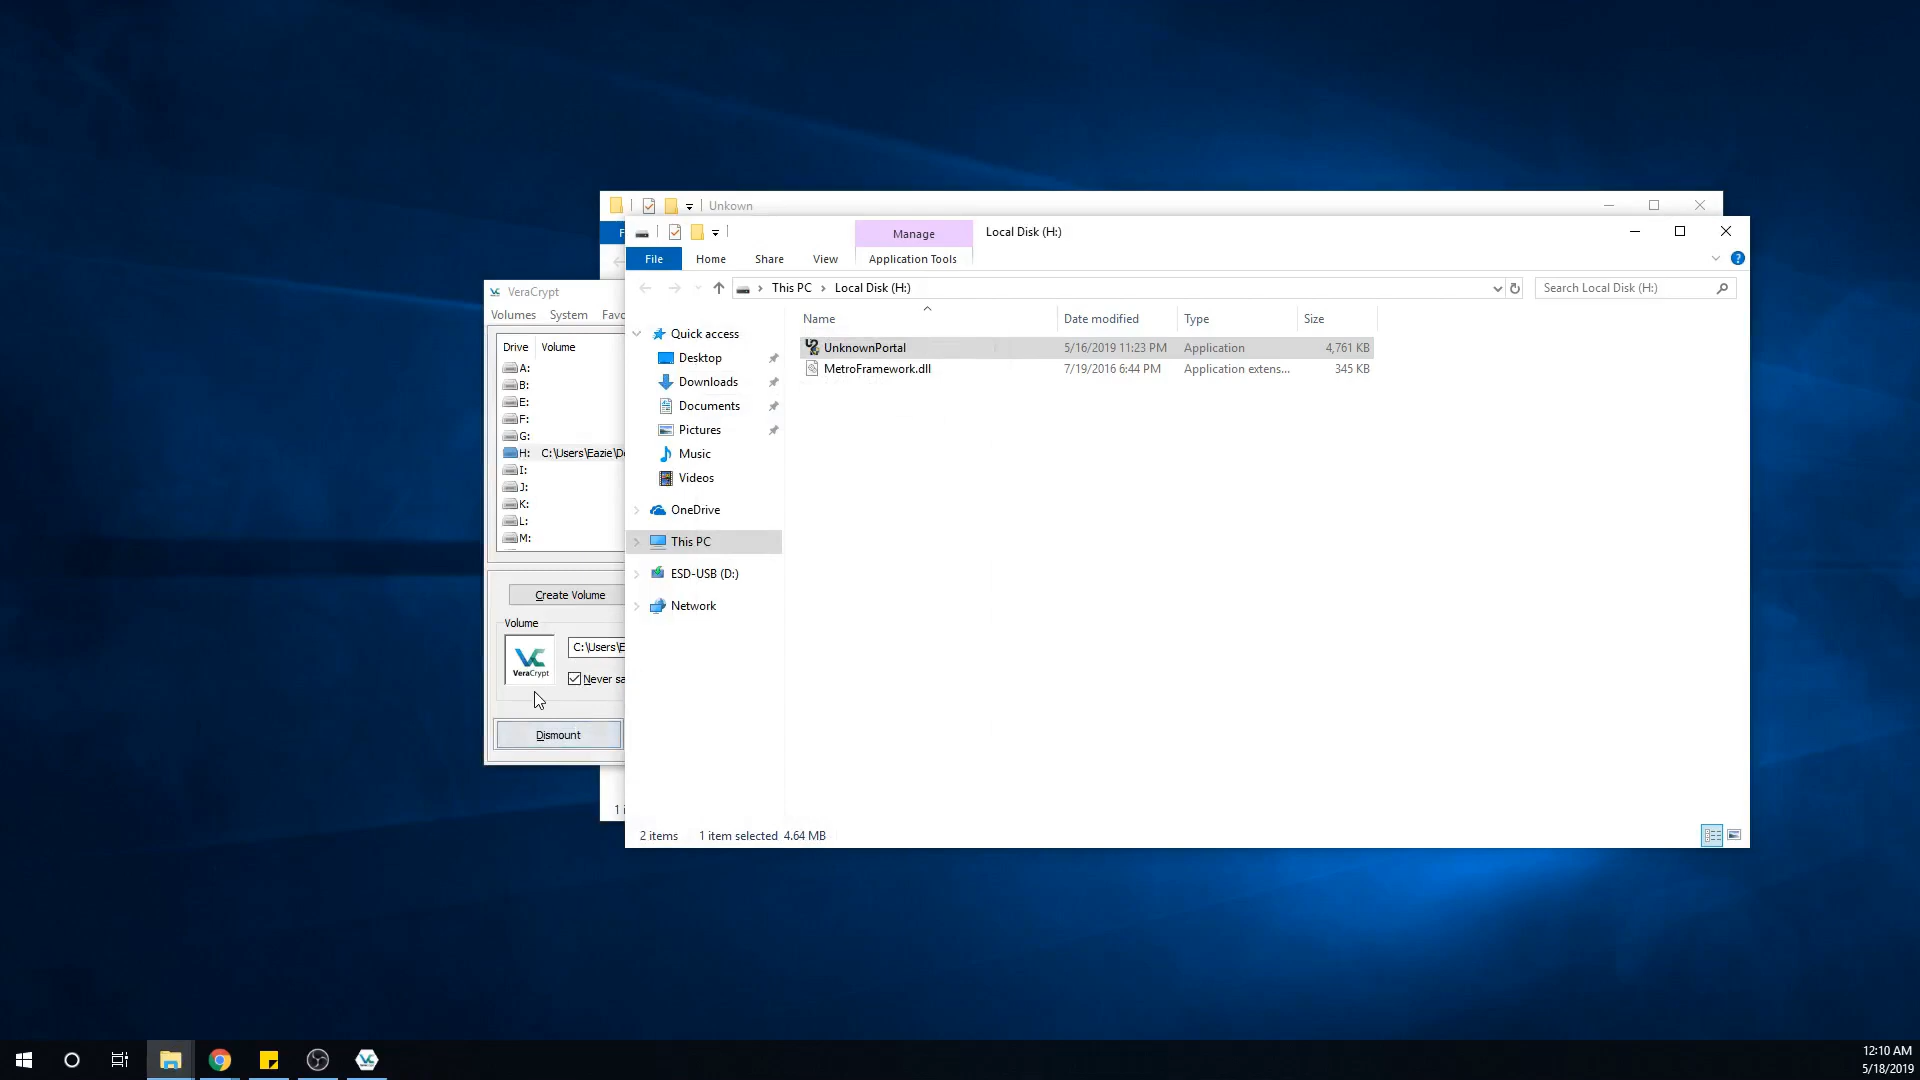 Unkown
Manage
Local Disk (H:)
File
Home
Share
View
Application Tools
This PC
Local Disk (H:)
Search Local Disk (H:)
VeraCrypt
Volumes
System
Favo
Drive
Volume
A:
B:
E:
F:
G:
H:
C:\Users\Eazie\De
I:
J:
K:
L:
M:
Create Volume
Volume
VeraCrypt
C:\Users\E
Never sa
Dismount
1 i
Quick access
Desktop
Downloads
Documents
Pictures
Music
Videos
OneDrive
This PC
ESD-USB (D:)
Network
Name
Date modified
Type
Size
UnknownPortal
5/16/2019 11:23 PM
Application
4,761 KB
MetroFramework.dll
7/19/2016 6:44 PM
Application extens...
345 KB
2 items
1 item selected 4.64 MB
12:10 AM
5/18/2019